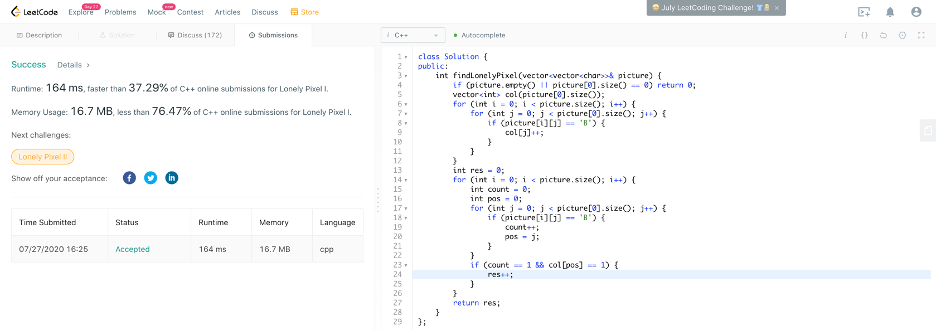 LeetCode
Explore
Day 27
Problems
Mock
new
Contest
Articles
Discuss
Store
July LeetCoding Challenge!
×
Description
Solution
Discuss (172)
Submissions
i C++
Autocomplete
Success Details >
Runtime: 164 ms, faster than 37.29% of C++ online submissions for Lonely Pixel I.
Memory Usage: 16.7 MB, less than 76.47% of C++ online submissions for Lonely Pixel I.
Next challenges:
Lonely Pixel II
Show off your acceptance:
Time Submitted Status Runtime Memory Language
07/27/2020 16:25 Accepted 164 ms 16.7 MB cpp
1 class Solution {
2 public:
3     int findLonelyPixel(vector<vector<char>>& picture) {
4         if (picture.empty() || picture[0].size() == 0) return 0;
5         vector<int> col(picture[0].size());
6         for (int i = 0; i < picture.size(); i++) {
7             for (int j = 0; j < picture[0].size(); j++) {
8                 if (picture[i][j] == 'B') {
9                     col[j]++;
10                 }
11             }
12         }
13         int res = 0;
14         for (int i = 0; i < picture.size(); i++) {
15             int count = 0;
16             int pos = 0;
17             for (int j = 0; j < picture[0].size(); j++) {
18                 if (picture[i][j] == 'B') {
19                     count++;
20                     pos = j;
21                 }
22             }
23             if (count == 1 && col[pos] == 1) {
24                 res++;
25             }
26         }
27         return res;
28     }
29 };